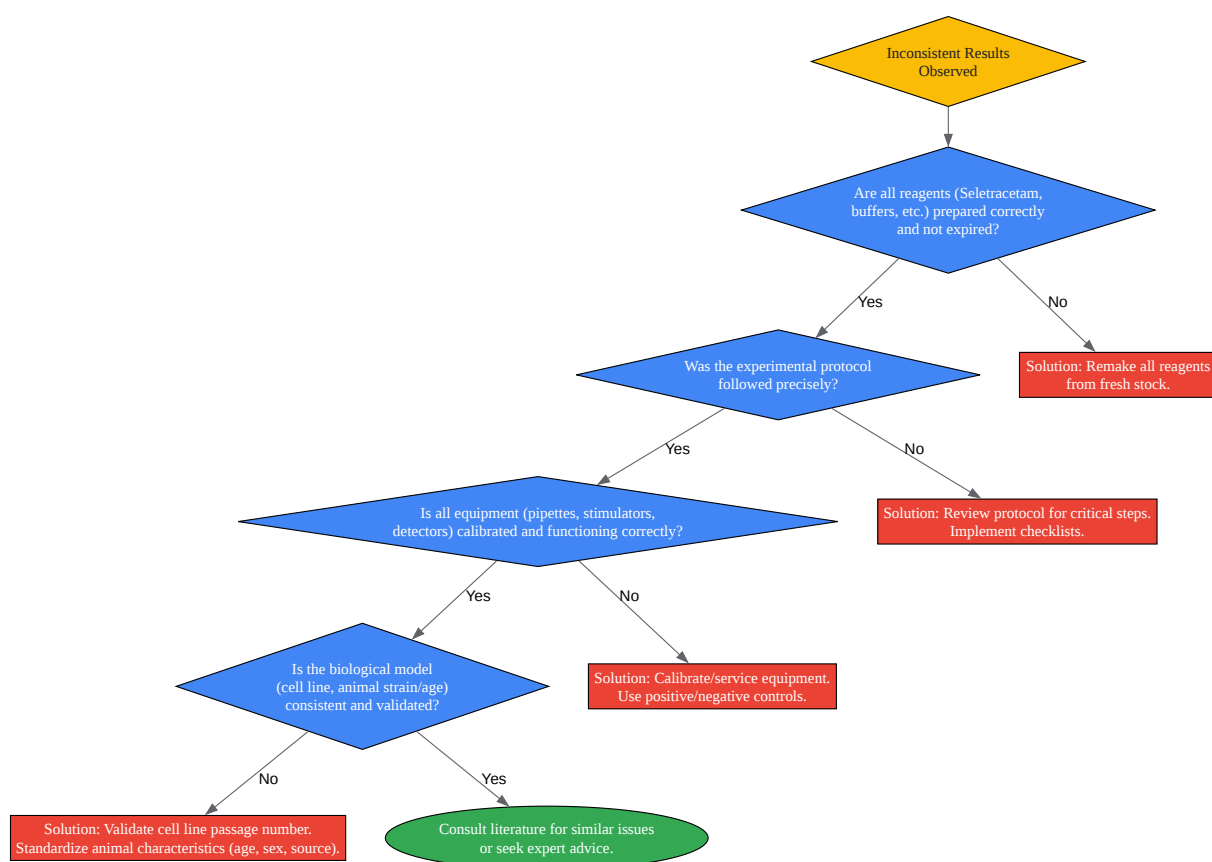 Inconsistent Results
Observed
Are all reagents (Seletracetam,
buffers, etc.) prepared correctly
and not expired?
Yes
No
Was the experimental protocol
followed precisely?
Solution: Remake all reagents
from fresh stock.
Yes
No
Is all equipment (pipettes, stimulators,
detectors) calibrated and functioning correctly?
Solution: Review protocol for critical steps.
Implement checklists.
Yes
No
Is the biological model
(cell line, animal strain/age)
consistent and validated?
Solution: Calibrate/service equipment.
Use positive/negative controls.
No
Yes
Solution: Validate cell line passage number.
Standardize animal characteristics (age, sex, source).
Consult literature for similar issues
or seek expert advice.